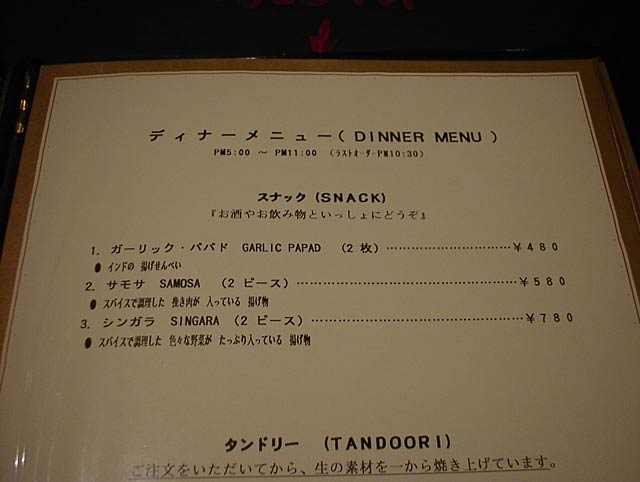 ディナーメニュー( DINNER MENU )
PM5:00 ～ PM11:00 （ラストオーダーPM10:30）
スナック (SNACK)
『お酒やお飲み物といっしょにどうぞ』
1. ガーリック・パパド GARLIC PAPAD （2 枚）……………………………¥480
● インドの 揚げせんべい
2. サモサ SAMOSA （2 ピース）……………………………………………¥580
● スパイスで調理した 挽き肉が 入っている 揚げ物
3. シンガラ SINGARA （2 ピース）…………………………………………¥780
● スパイスで調理した 色々な野菜が たっぷり入っている 揚げ物
タンドリー (TANDOORI)
ご注文をいただいてから、生の素材を一から焼き上げています。